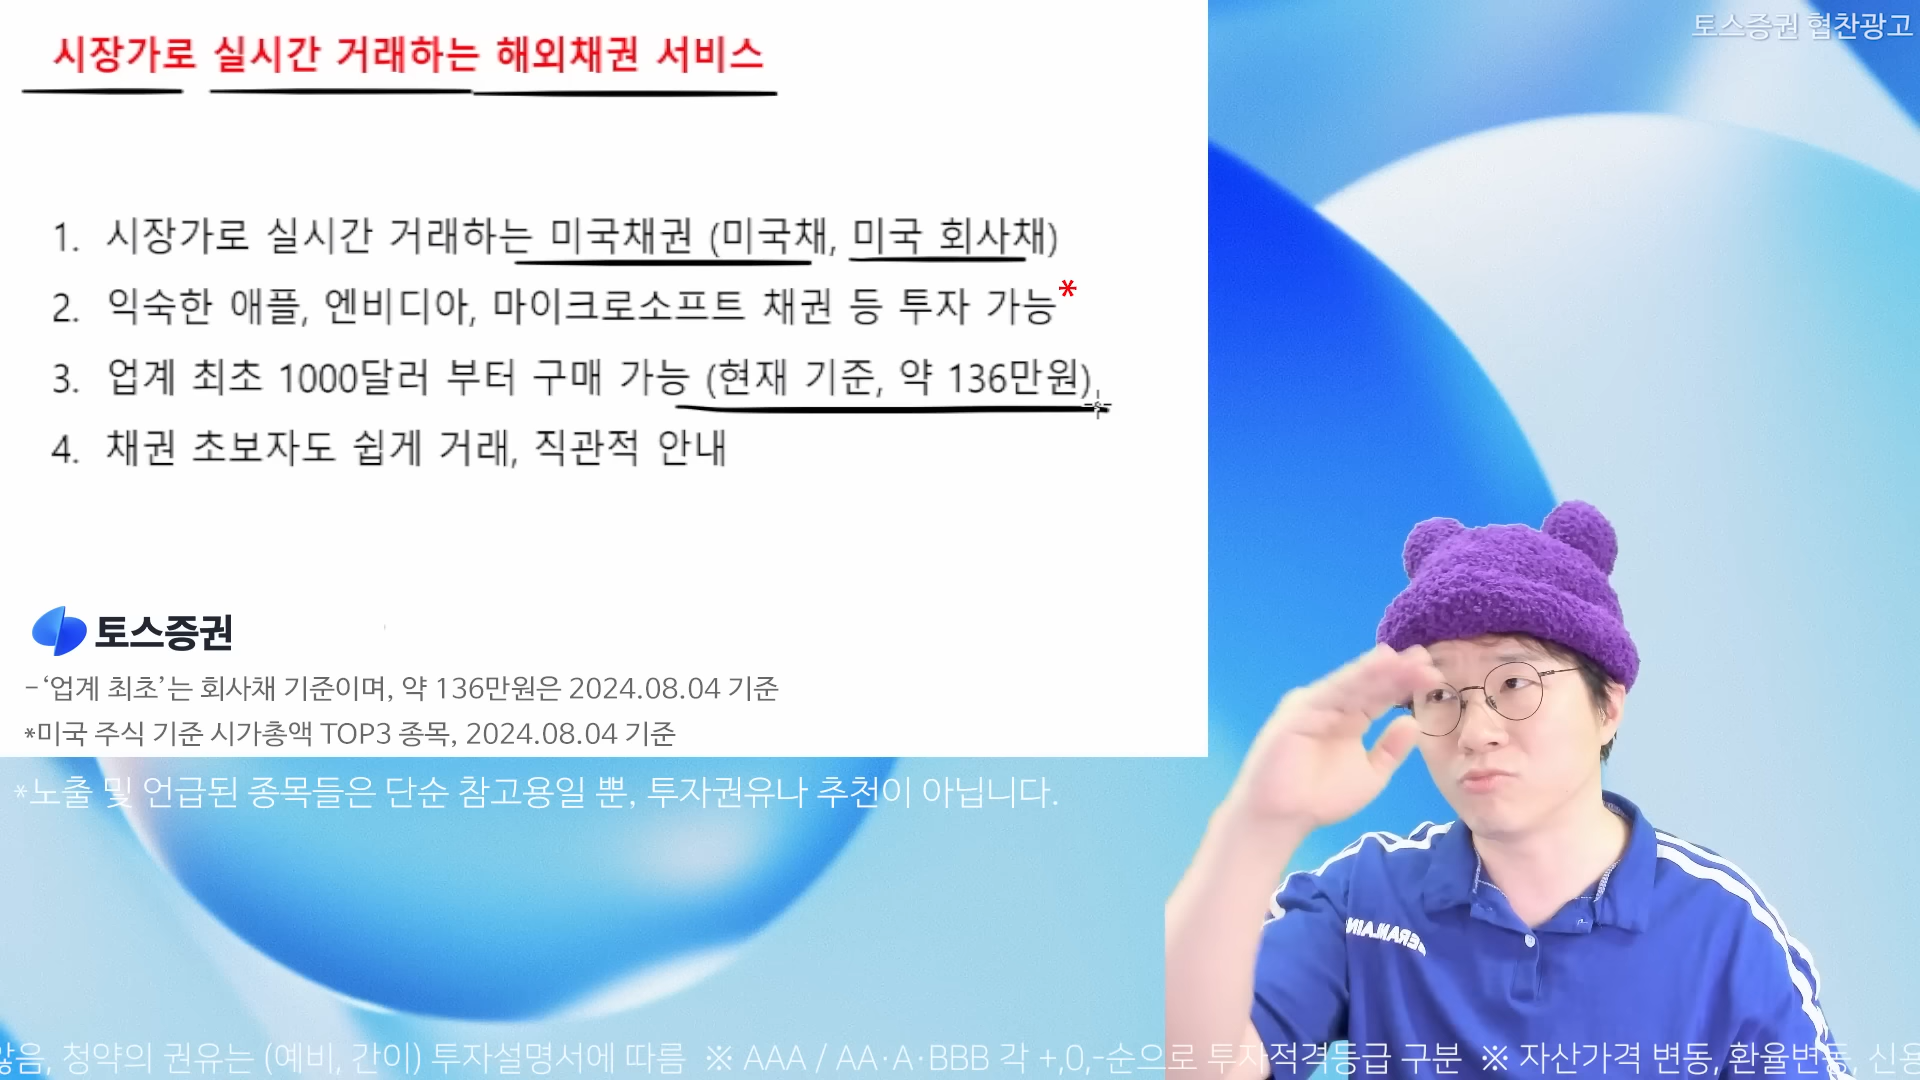 토스증권 협찬광고
시장가로 실시간 거래하는 해외채권 서비스
1. 시장가로 실시간 거래하는 미국채권 (미국채, 미국 회사채)
2. 익숙한 애플, 엔비디아, 마이크로소프트 채권 등 투자 가능*
3. 업계 최초 1000달러 부터 구매 가능 (현재 기준, 약 136만원)
4. 채권 초보자도 쉽게 거래, 직관적 안내
토스증권
-‘업계 최초’는 회사채 기준이며, 약 136만원은 2024.08.04 기준
*미국 주식 기준 시가총액 TOP3 종목, 2024.08.04 기준
*노출 및 언급된 종목들은 단순 참고용일 뿐, 투자권유나 추천이 아닙니다.
않음, 청약의 권유는 (예비, 간이) 투자설명서에 따름 ※ AAA / AA·A·BBB 각 +,0,-순으로 투자적격등급 구분 ※ 자산가격 변동, 환율변동, 신용